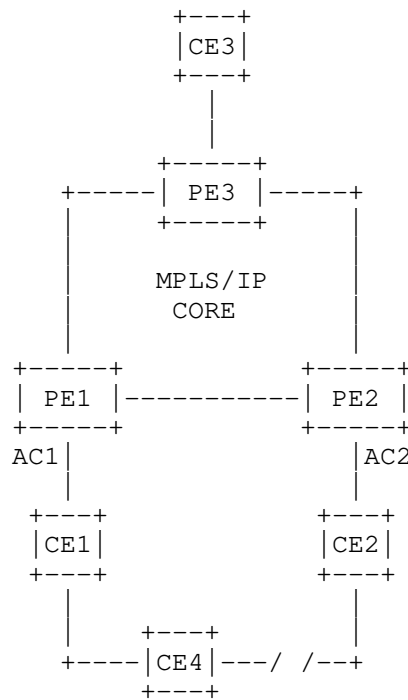 CE3
PE3
MPLS/IP
CORE
PE1 PE2
AC1 AC2
CE1 CE2
CE4 / /